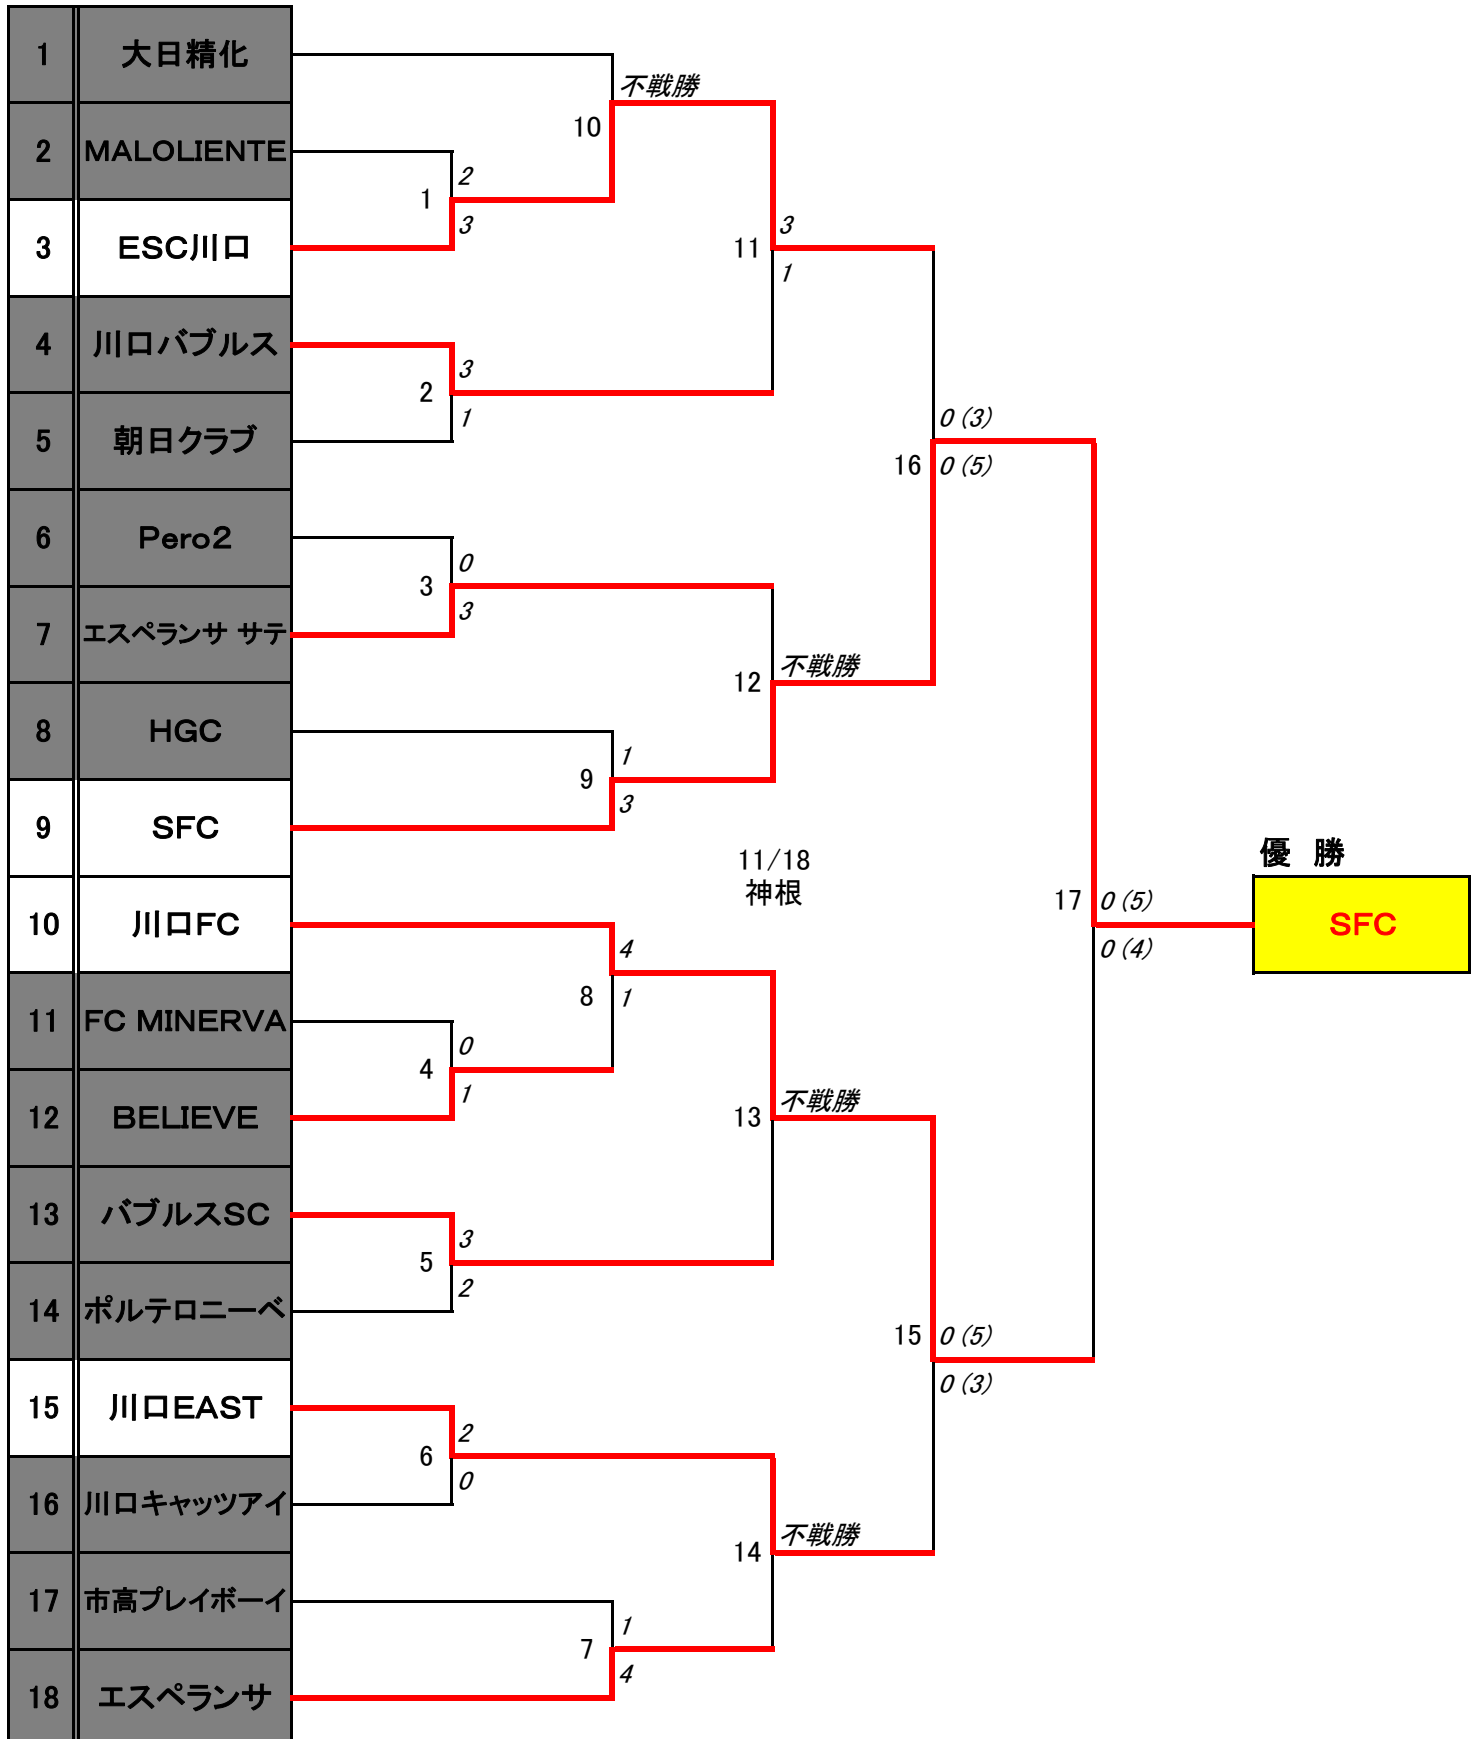 1 大日精化
2 MALOLIENTE
3 ESC川口
4 川口バブルス
5 朝日クラブ
6 Pero2
7 エスペランサ サテ
8 HGC
9 SFC
10 川口FC
11 FC MINERVA
12 BELIEVE
13 バブルスSC
14 ポルテロニーベ
15 川口EAST
16 川口キャッツアイ
17 市高プレイボーイ
18 エスペランサ
1
2
3
2
3
1
3
0
3
4
0
1
5
3
2
6
2
0
10
不戦勝
9
1
3
8
4
1
7
1
4
11
3
1
12
不戦勝
11/18
神根
13
不戦勝
14
不戦勝
16
0(3)
0(5)
15
0(5)
0(3)
17
0(5)
0(4)
優 勝
SFC